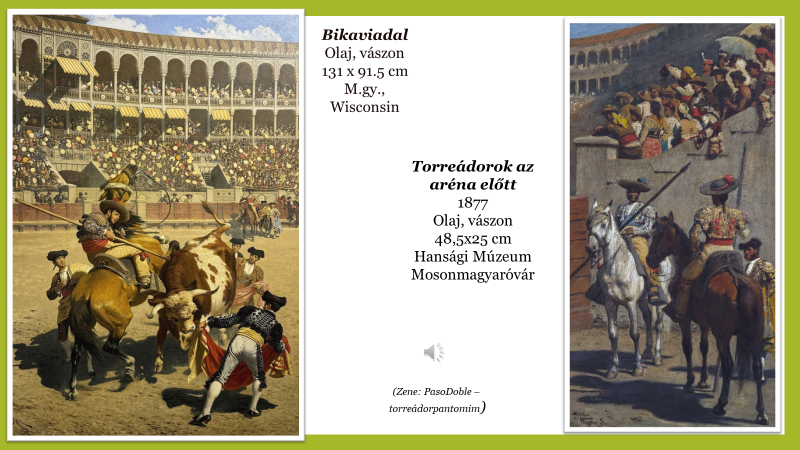 Bikaviadal
Olaj, vászon
131 x 91.5 cm
M.gy.,
Wisconsin
Torreádorok az
aréna előtt
1877
Olaj, vászon
48,5x25 cm
Hansági Múzeum
Mosonmagyaróvár
(Zene: PasoDoble –
torreádorpantomim)